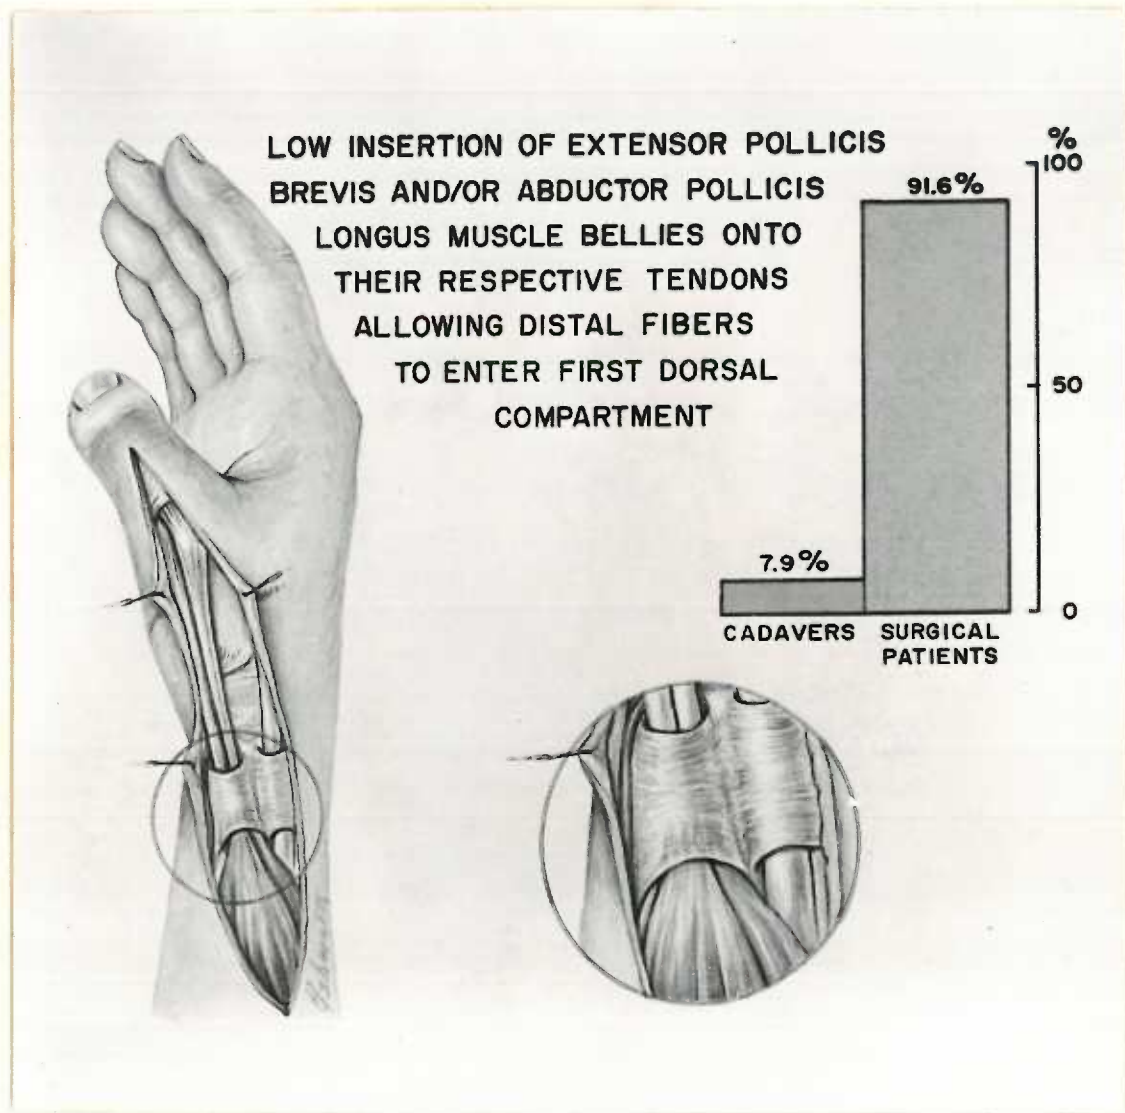 LOW INSERTION OF EXTENSOR POLLICIS
BREVIS AND/OR ABDUCTOR POLLICIS
LONGUS MUSCLE BELLIES ONTO
THEIR RESPECTIVE TENDONS
ALLOWING DISTAL FIBERS
TO ENTER FIRST DORSAL
COMPARTMENT
%
100
91.6%
50
7.9%
0
CADAVERS
SURGICAL
PATIENTS